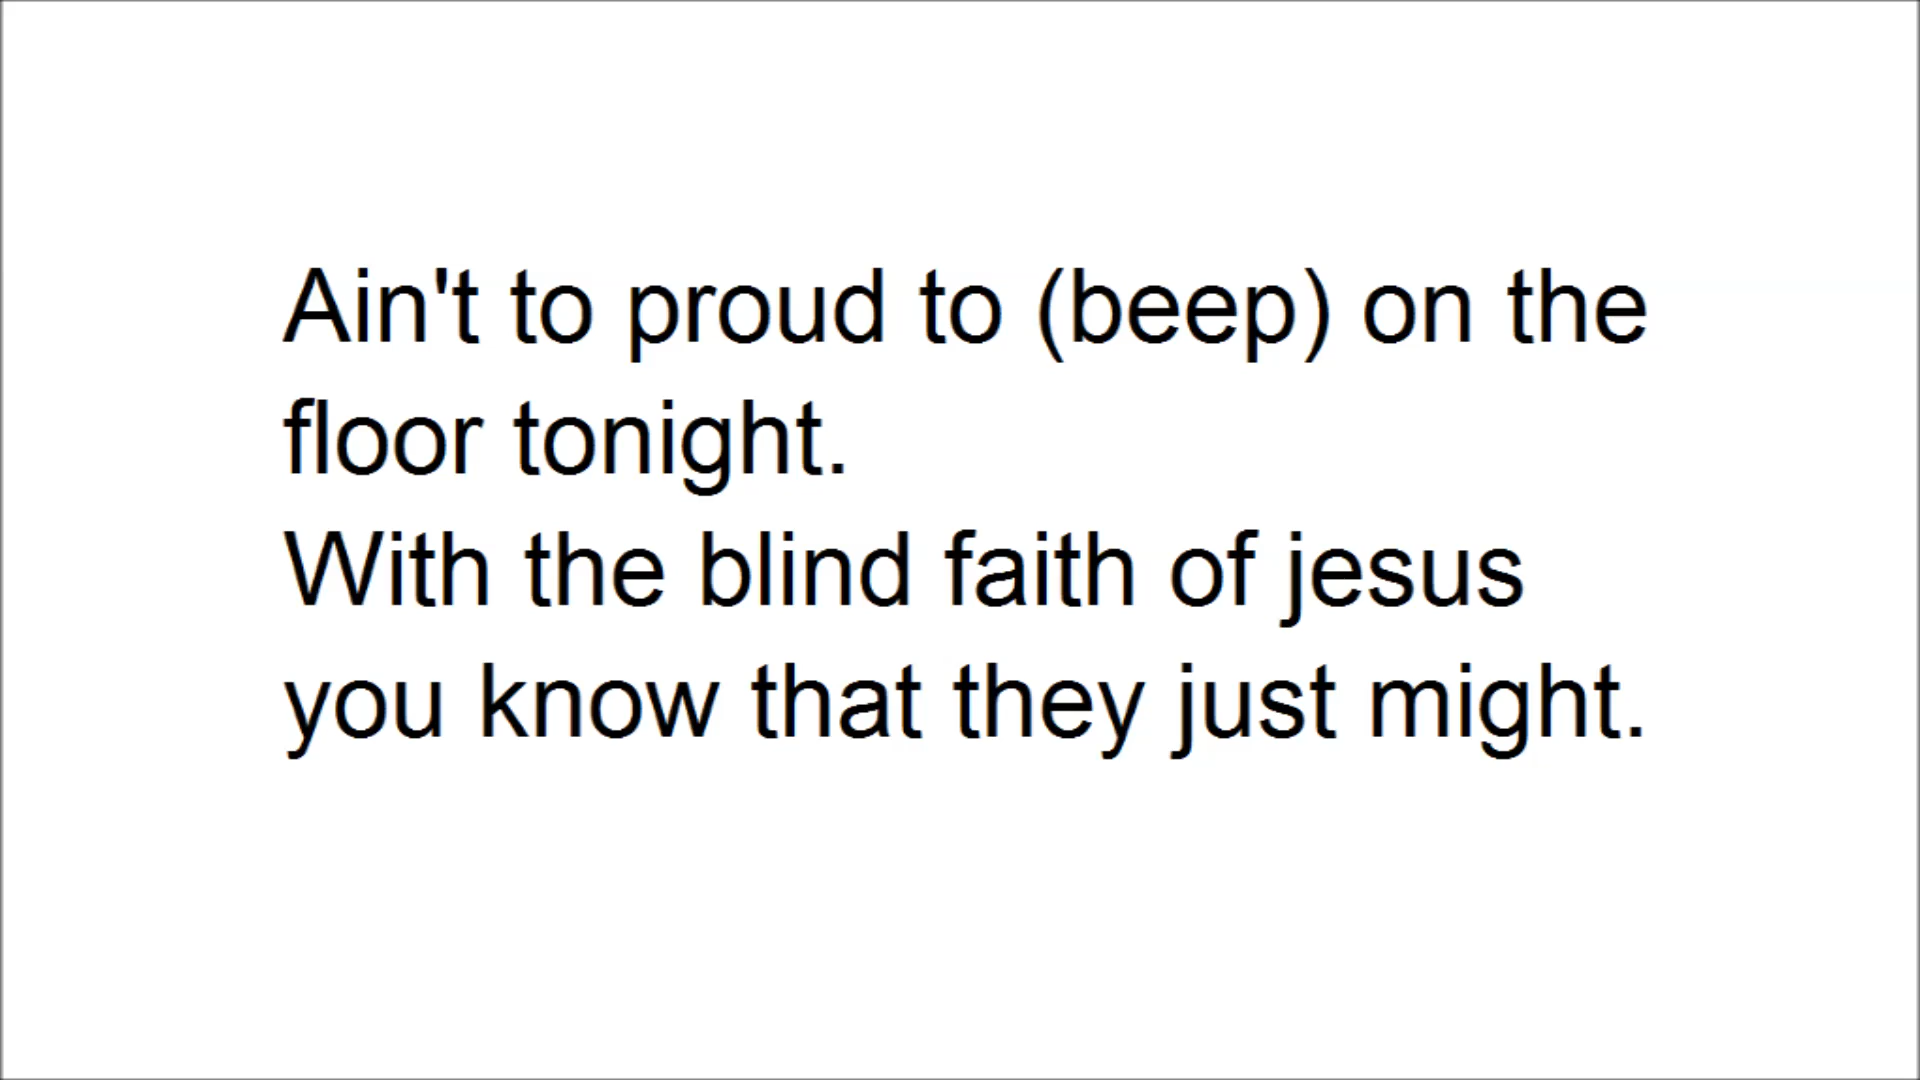 Ain't to proud to (beep) on the
floor tonight.
With the blind faith of jesus
you know that they just might.